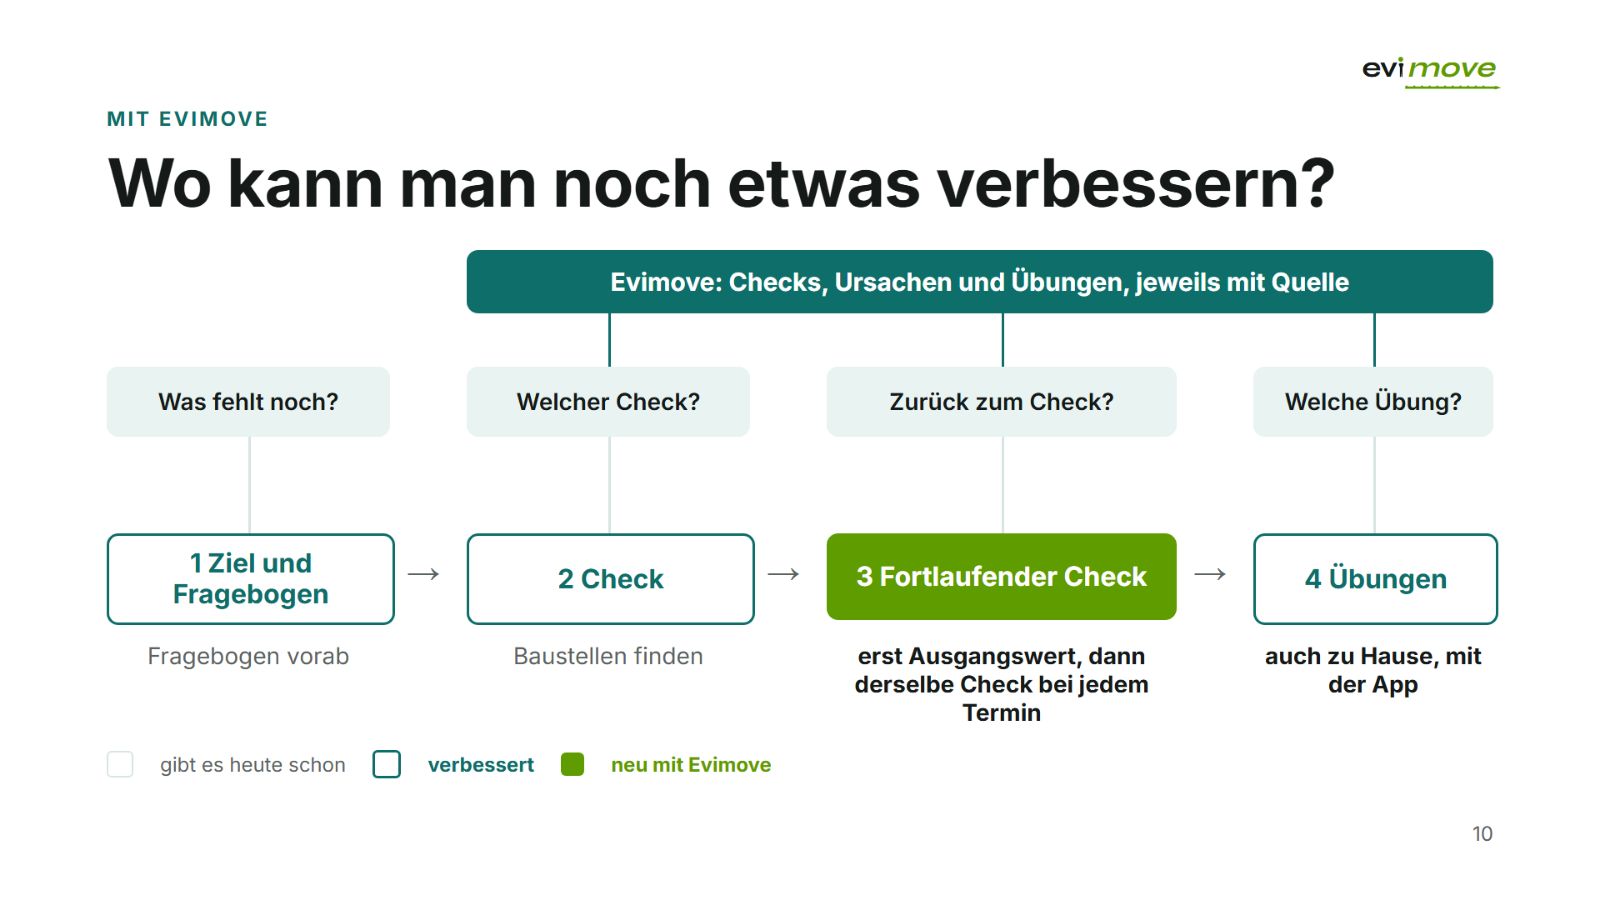 evimove
MIT EVIMOVE
Wo kann man noch etwas verbessern?
Evimove: Checks, Ursachen und Übungen, jeweils mit Quelle
Was fehlt noch?
Welcher Check?
Zurück zum Check?
Welche Übung?
1 Ziel und
Fragebogen
→
2 Check
→
3 Fortlaufender Check
→
4 Übungen
Fragebogen vorab
Baustellen finden
erst Ausgangswert, dann
derselbe Check bei jedem
Termin
auch zu Hause, mit
der App
gibt es heute schon
verbessert
neu mit Evimove
10